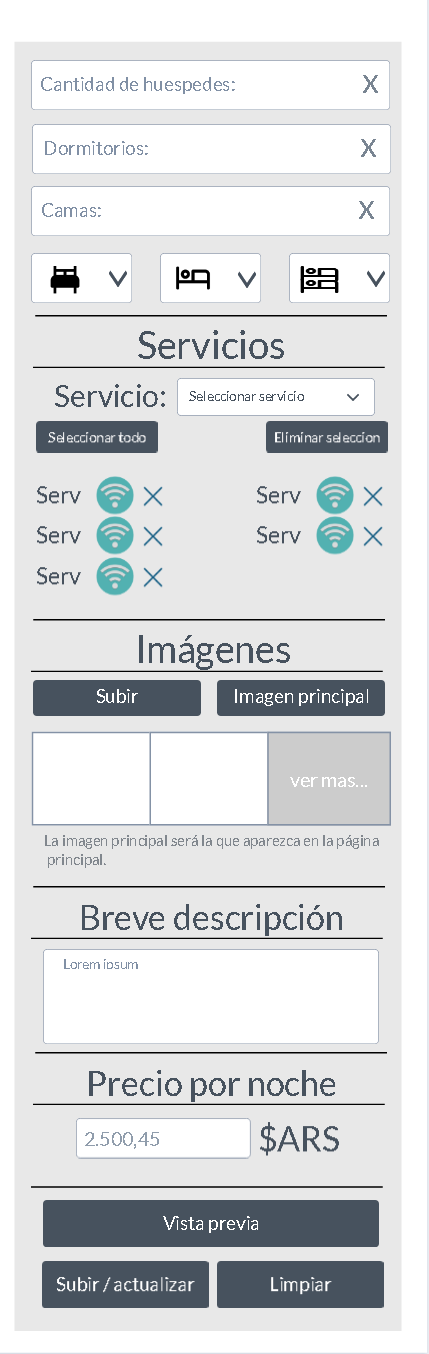 Cantidad de huespedes: X
Dormitorios: X
Camas: X
Servicios
Servicio: Seleccionar servicio
Seleccionar todo Eliminar seleccion
Serv Serv
Serv Serv
Serv
Imágenes
Subir Imagen principal
ver mas...
La imagen principal será la que aparezca en la página
principal.
Breve descripción
Lorem ipsum
Precio por noche
2.500,45 $ARS
Vista previa
Subir / actualizar Limpiar